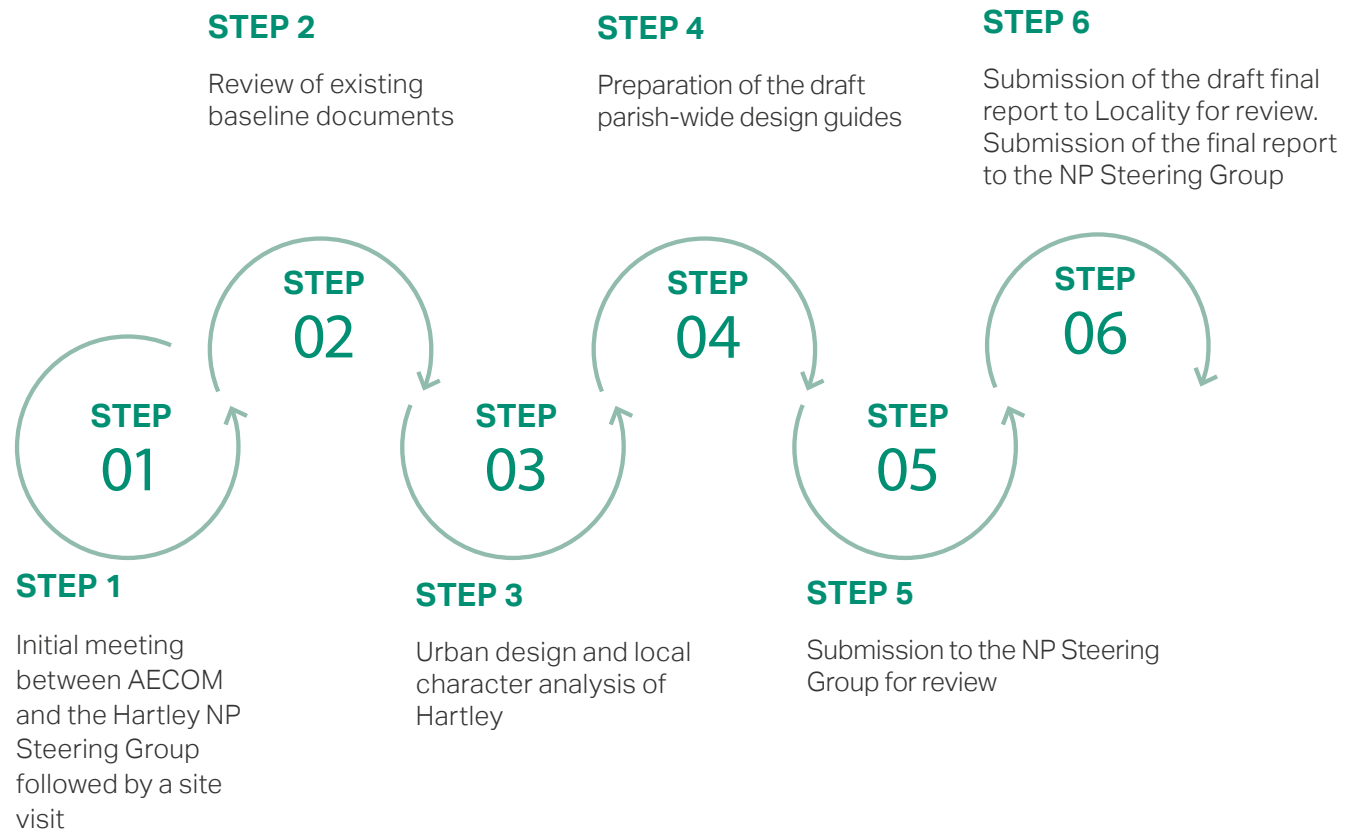 STEP 2
Review of existing
baseline documents
STEP 4
Preparation of the draft
parish-wide design guides
STEP 6
Submission of the draft final
report to Locality for review.
Submission of the final report
to the NP Steering Group
STEP
01
STEP
02
STEP
03
STEP
04
STEP
05
STEP
06
STEP 1
Initial meeting
between AECOM
and the Hartley NP
Steering Group
followed by a site
visit
STEP 3
Urban design and local
character analysis of
Hartley
STEP 5
Submission to the NP Steering
Group for review